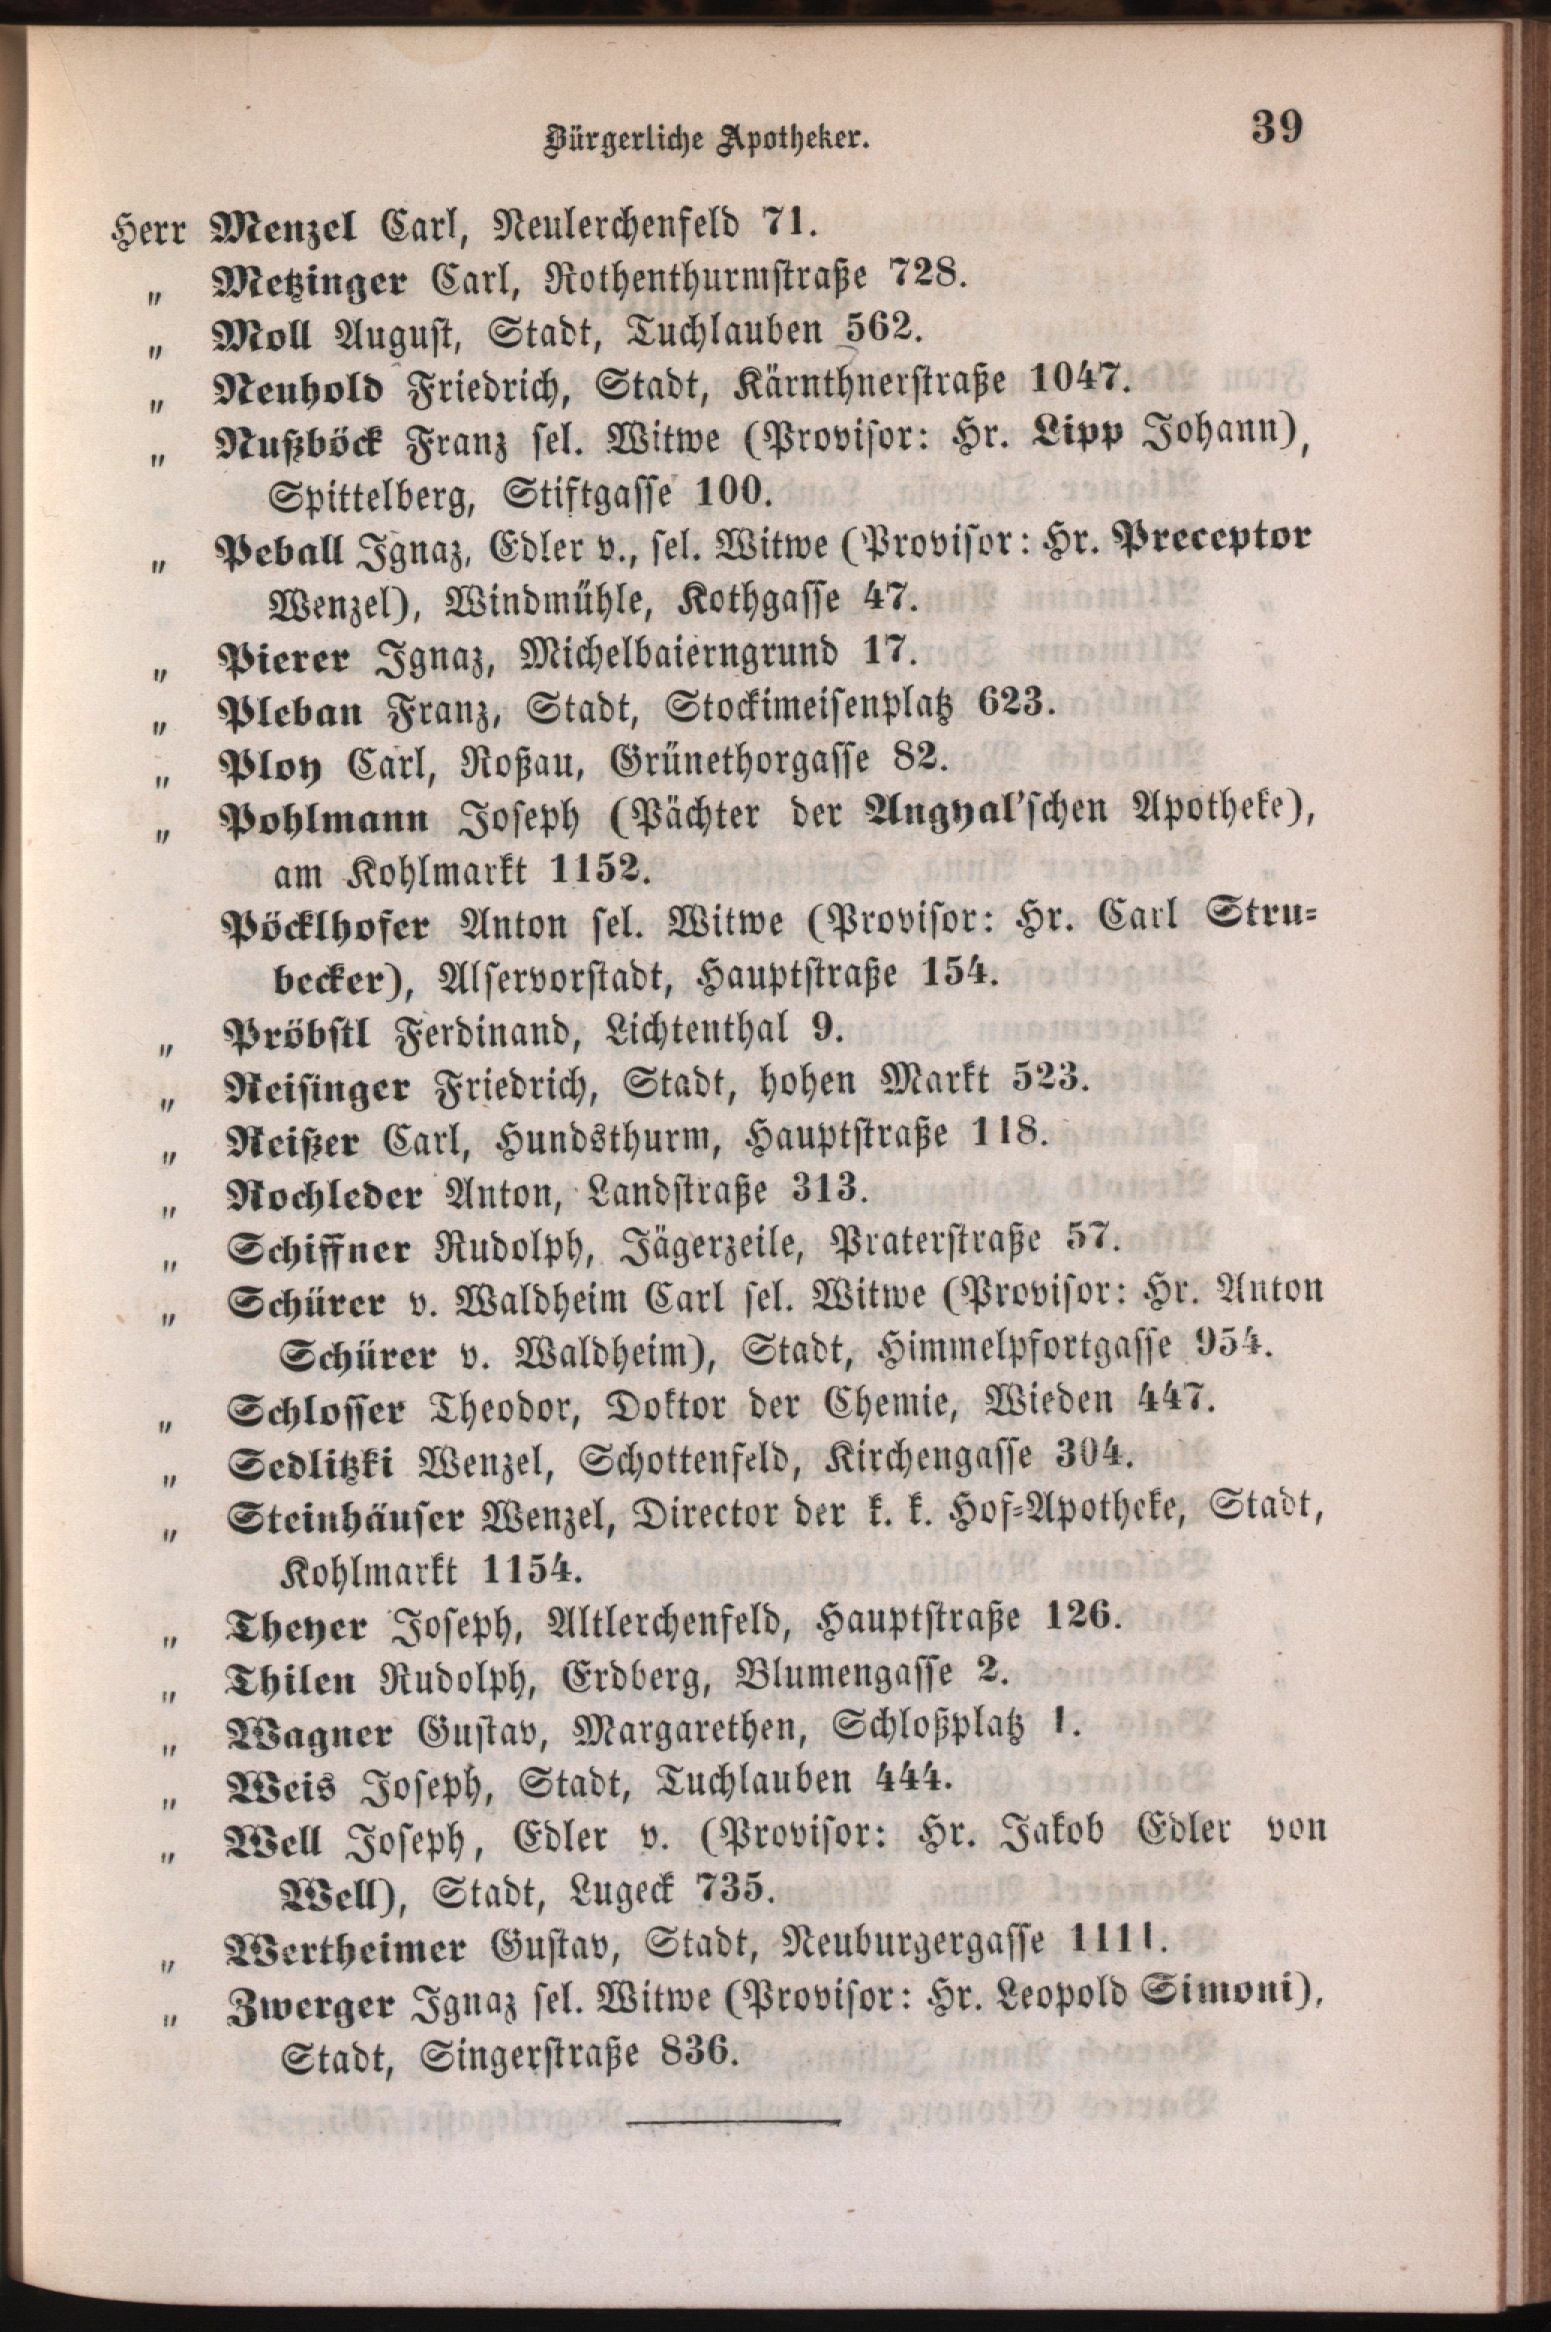 Bürgerliche Apotheker. 39
Herr Menzel Carl, Neulerchenfeld 71.
„ Metzinger Carl, Rothenthurmstraße 728.
„ Moll August, Stadt, Tuchlauben 562.
„ Neuhold Friedrich, Stadt, Kärnthnerstraße 1047.
„ Nußböck Franz sel. Witwe (Provisor: Hr. Lipp Johann),
Spittelberg, Stiftgasse 100.
„ Peball Ignaz, Edler v., sel. Witwe (Provisor: Hr. Preceptor
Wenzel), Windmühle, Kothgasse 47.
„ Pierer Ignaz, Michelbaierngrund 17.
„ Pleban Franz, Stadt, Stockimeisenplatz 623.
„ Ploy Carl, Roßau, Grünethorgasse 82.
„ Pohlmann Joseph (Pächter der Angyal'schen Apotheke),
am Kohlmarkt 1152.
Pöcklhofer Anton sel. Witwe (Provisor: Hr. Carl Stru-
becker), Alservorstadt, Hauptstraße 154.
„ Pröbstl Ferdinand, Lichtenthal 9.
„ Reisinger Friedrich, Stadt, hohen Markt 523.
„ Reißer Carl, Hundsthurm, Hauptstraße 118.
„ Rochleder Anton, Landstraße 313.
„ Schiffner Rudolph, Jägerzeile, Praterstraße 57.
„ Schürer v. Waldheim Carl sel. Witwe (Provisor: Hr. Anton
Schürer v. Waldheim), Stadt, Himmelpfortgasse 954.
„ Schlosser Theodor, Doktor der Chemie, Wieden 447.
„ Sedlitzki Wenzel, Schottenfeld, Kirchengasse 304.
„ Steinhäuser Wenzel, Director der k. k. Hof-Apotheke, Stadt,
Kohlmarkt 1154.
„ Theyer Joseph, Altlerchenfeld, Hauptstraße 126.
„ Thilen Rudolph, Erdberg, Blumengasse 2.
„ Wagner Gustav, Margarethen, Schloßplatz 1.
„ Weis Joseph, Stadt, Tuchlauben 444.
„ Well Joseph, Edler v. (Provisor: Hr. Jakob Edler von
Well), Stadt, Lugeck 735.
„ Wertheimer Gustav, Stadt, Neuburgergasse 1111.
„ Zwerger Ignaz sel. Witwe (Provisor: Hr. Leopold Simoni),
Stadt, Singerstraße 836.